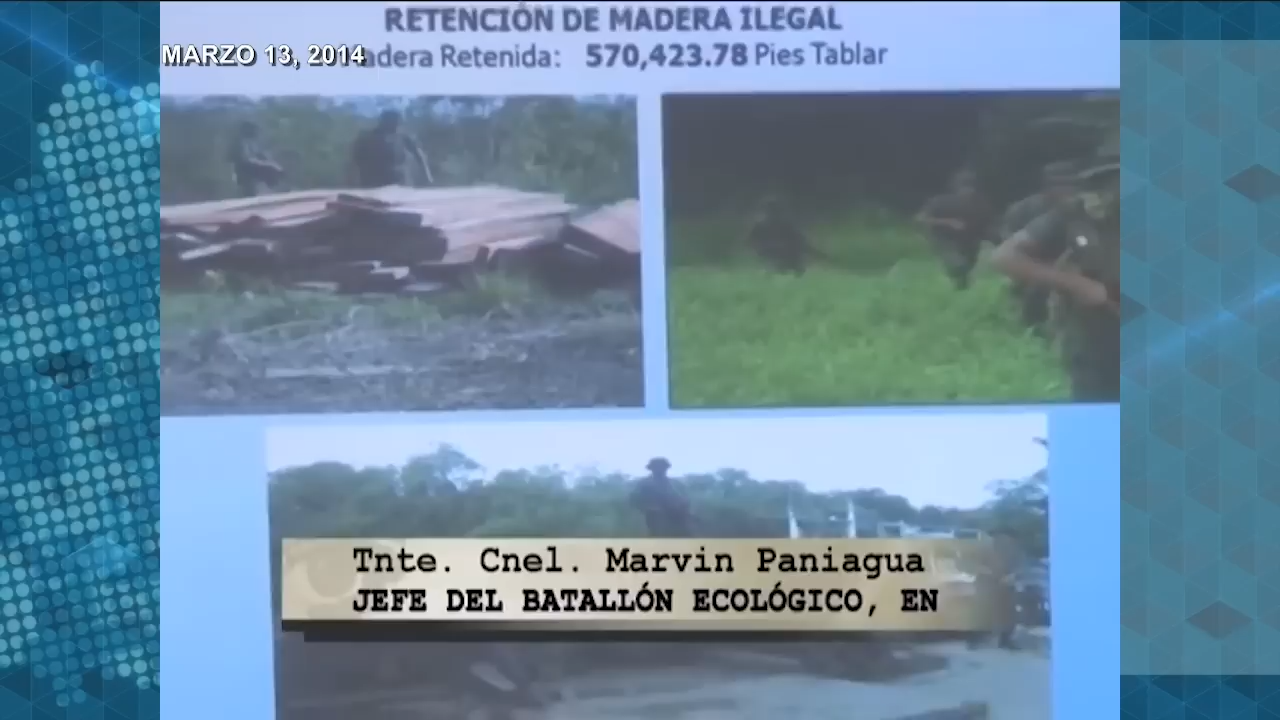 RETENCIÓN DE MADERA ILEGAL
MARZO 13, 2014
adera Retenida: 570,423.78 Pies Tablar
Tnte. Cnel. Marvin Paniagua
JEFE DEL BATALLÓN ECOLÓGICO, EN